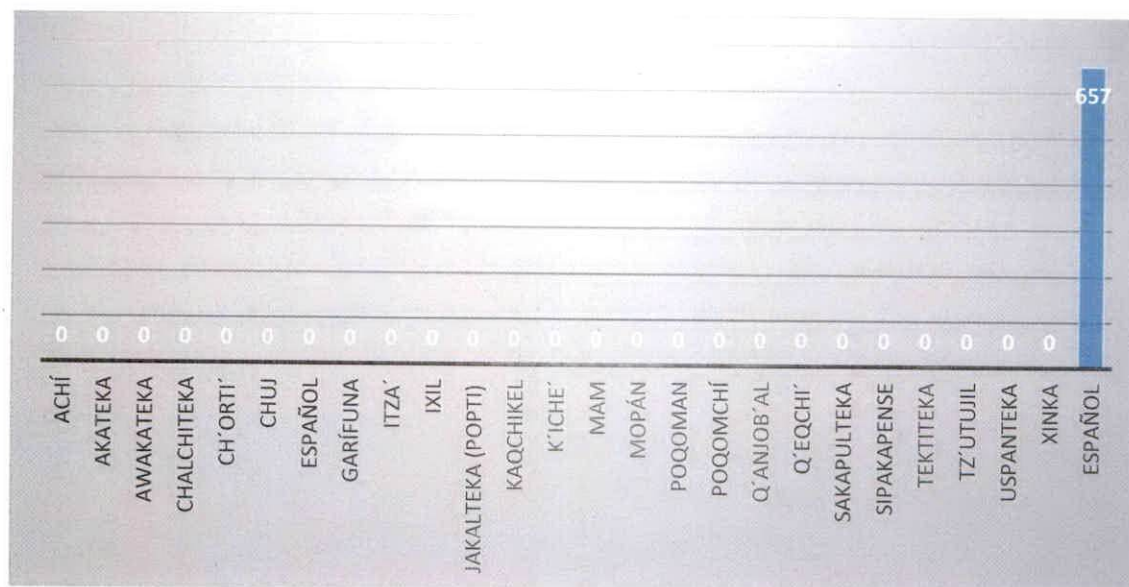 657
0 0 0 0 0 0 0 0 0 0 0 0 0 0 0 0 0 0 0 0 0 0 0 0 0
ACHÍ
AKATEKA
AWAKATEKA
CHALCHITEKA
CH´ORTI´
CHUJ
ESPAÑOL
GARÍFUNA
ITZA´
IXIL
JAKALTEKA (POPTI)
KAQCHIKEL
K´ICHE´
MAM
MOPÁN
POQOMAN
POQOMCHÍ
Q´ANJOB´AL
Q´EQCHI´
SAKAPULTEKA
SIPAKAPENSE
TEKTITEKA
TZ´UTUJIL
USPANTEKA
XINKA
ESPAÑOL